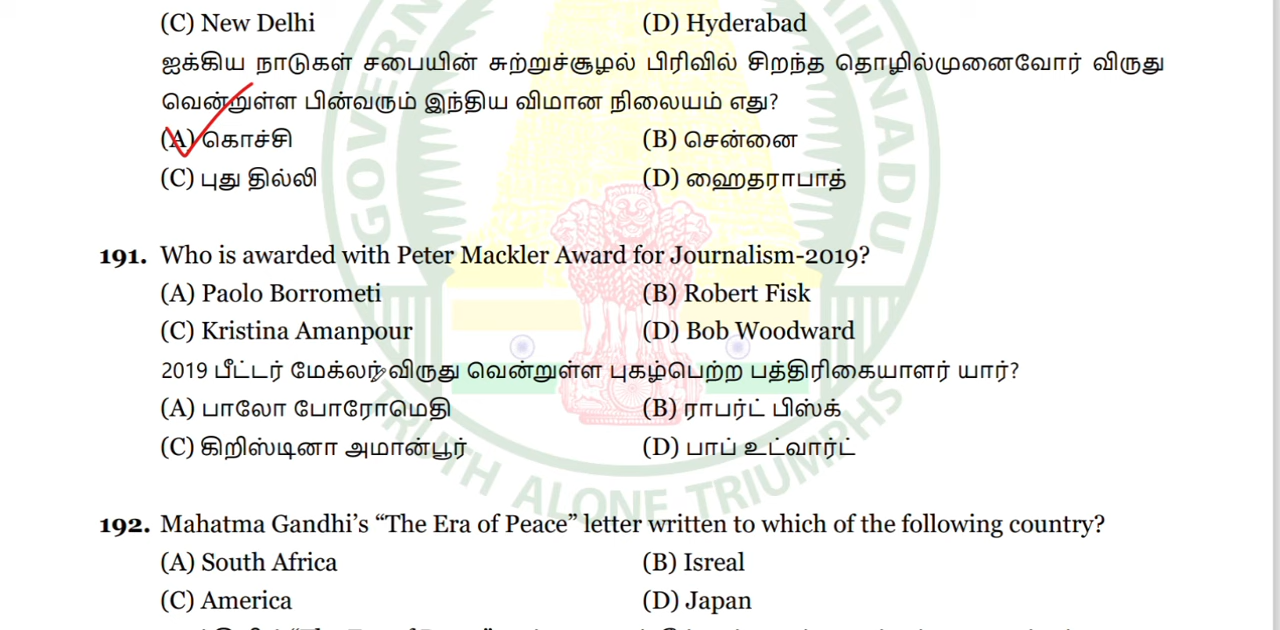 (C) New Delhi (D) Hyderabad
ஐக்கிய நாடுகள் சபையின் சுற்றுச்சூழல் பிரிவில் சிறந்த தொழில்முனைவோர் விருது
வென்றுள்ள பின்வரும் இந்திய விமான நிலையம் எது?
(A) கொச்சி (B) சென்னை
(C) புது தில்லி (D) ஹைதராபாத்
191. Who is awarded with Peter Mackler Award for Journalism-2019?
(A) Paolo Borrometi (B) Robert Fisk
(C) Kristina Amanpour (D) Bob Woodward
2019 பீட்டர் மேக்லர் விருது வென்றுள்ள புகழ்பெற்ற பத்திரிகையாளர் யார்?
(A) பாலோ போரோமெதி (B) ராபர்ட் பிஸ்க்
(C) கிறிஸ்டினா அமான்பூர் (D) பாப் உட்வார்ட்
TRUTH ALONE TRIUMPHS
192. Mahatma Gandhi's “The Era of Peace” letter written to which of the following country?
(A) South Africa (B) Isreal
(C) America (D) Japan